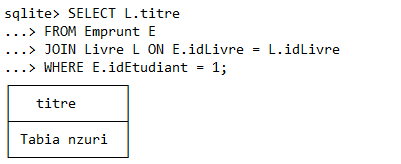 sqlite> SELECT L.titre
...> FROM Emprunt E
...> JOIN Livre L ON E.idLivre = L.idLivre
...> WHERE E.idEtudiant = 1;
titre
Tabia nzuri